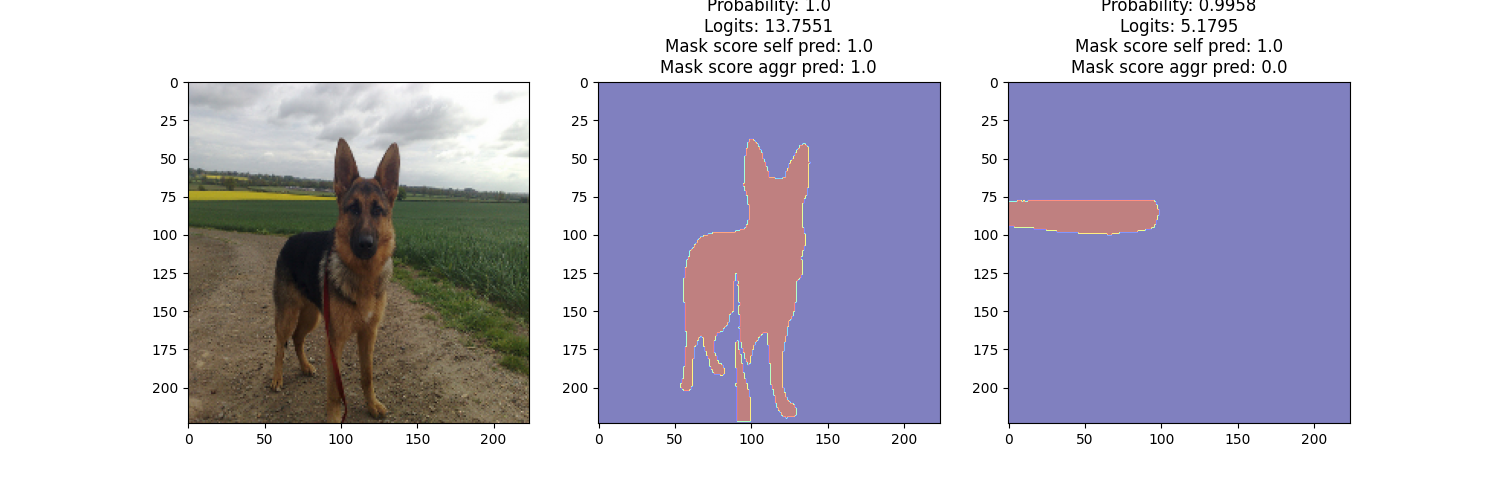 Probability: 1.0
Logits: 13.7551
Mask score self pred: 1.0
Mask score aggr pred: 1.0
Probability: 0.9958
Logits: 5.1795
Mask score self pred: 1.0
Mask score aggr pred: 0.0
0
25
50
75
100
125
150
175
200
0 50 100 150 200
0
25
50
75
100
125
150
175
200
0 50 100 150 200
0
25
50
75
100
125
150
175
200
0 50 100 150 200